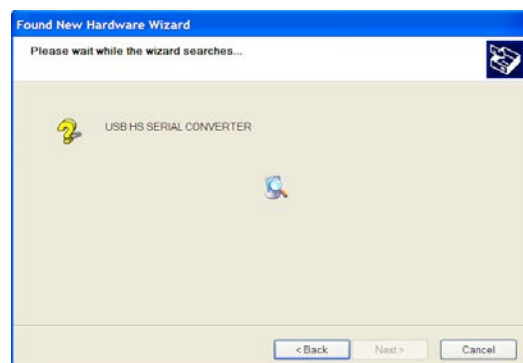 Found New Hardware Wizard
Please wait while the wizard searches...
USB HS SERIAL CONVERTER
< Back
Next >
Cancel